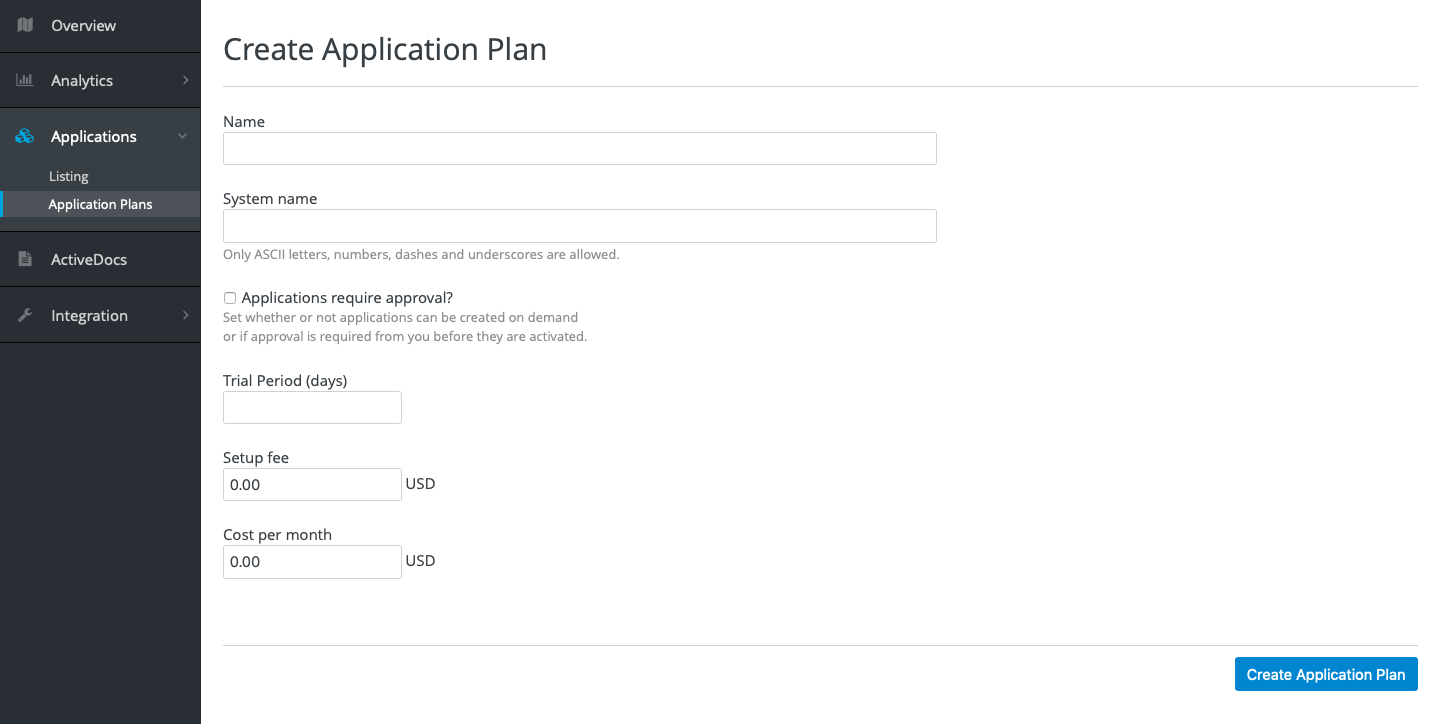 Overview
Analytics
Applications
Listing
Application Plans
ActiveDocs
Integration
Create Application Plan
Name
System name
Only ASCII letters, numbers, dashes and underscores are allowed.
Applications require approval?
Set whether or not applications can be created on demand
or if approval is required from you before they are activated.
Trial Period (days)
Setup fee
0.00 USD
Cost per month
0.00 USD
Create Application Plan